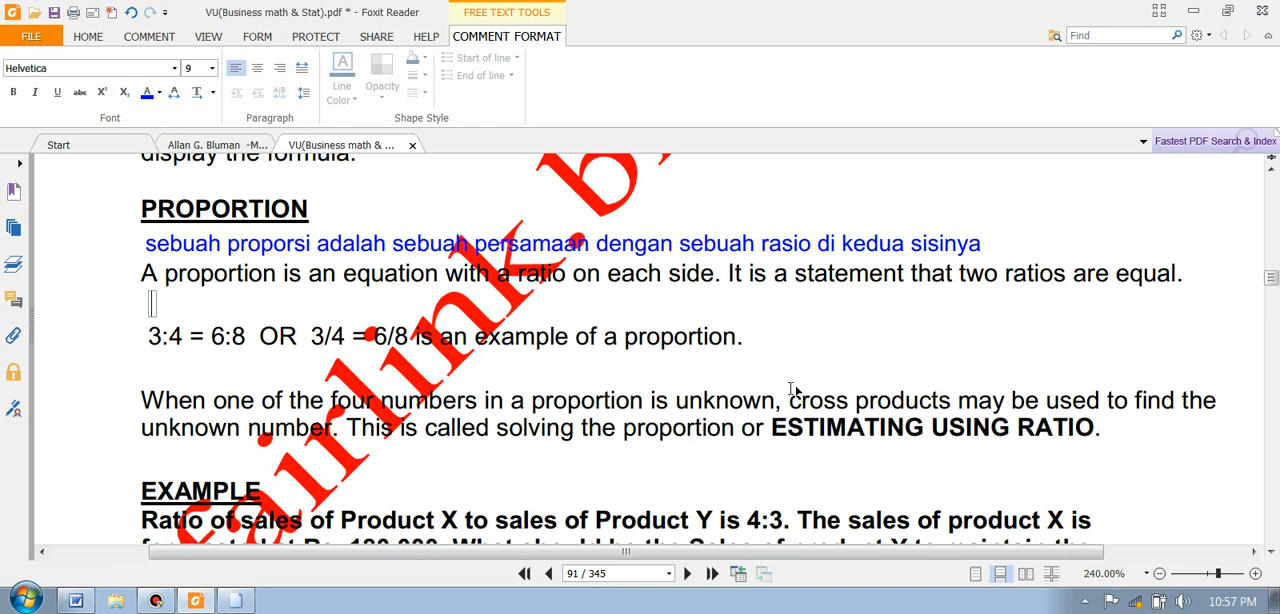 VU(Business math & Stat).pdf * - Foxit Reader
FREE TEXT TOOLS
FILE HOME COMMENT VIEW FORM PROTECT SHARE HELP COMMENT FORMAT
Find
Helvetica 9
Line Color
Opacity
Start of line
End of line
Font Paragraph Shape Style
Start Allan G. Bluman -M... VU(Business math & ...
Fastest PDF Search & Index
display the formula.
PROPORTION
sebuah proporsi adalah sebuah persamaan dengan sebuah rasio di kedua sisinya
A proportion is an equation with a ratio on each side. It is a statement that two ratios are equal.
3:4 = 6:8 OR 3/4 = 6/8 is an example of a proportion.
When one of the four numbers in a proportion is unknown, cross products may be used to find the
unknown number. This is called solving the proportion or ESTIMATING USING RATIO.
EXAMPLE
Ratio of sales of Product X to sales of Product Y is 4:3. The sales of product X is
fairlink.b
91 / 345
240.00%
10:57 PM